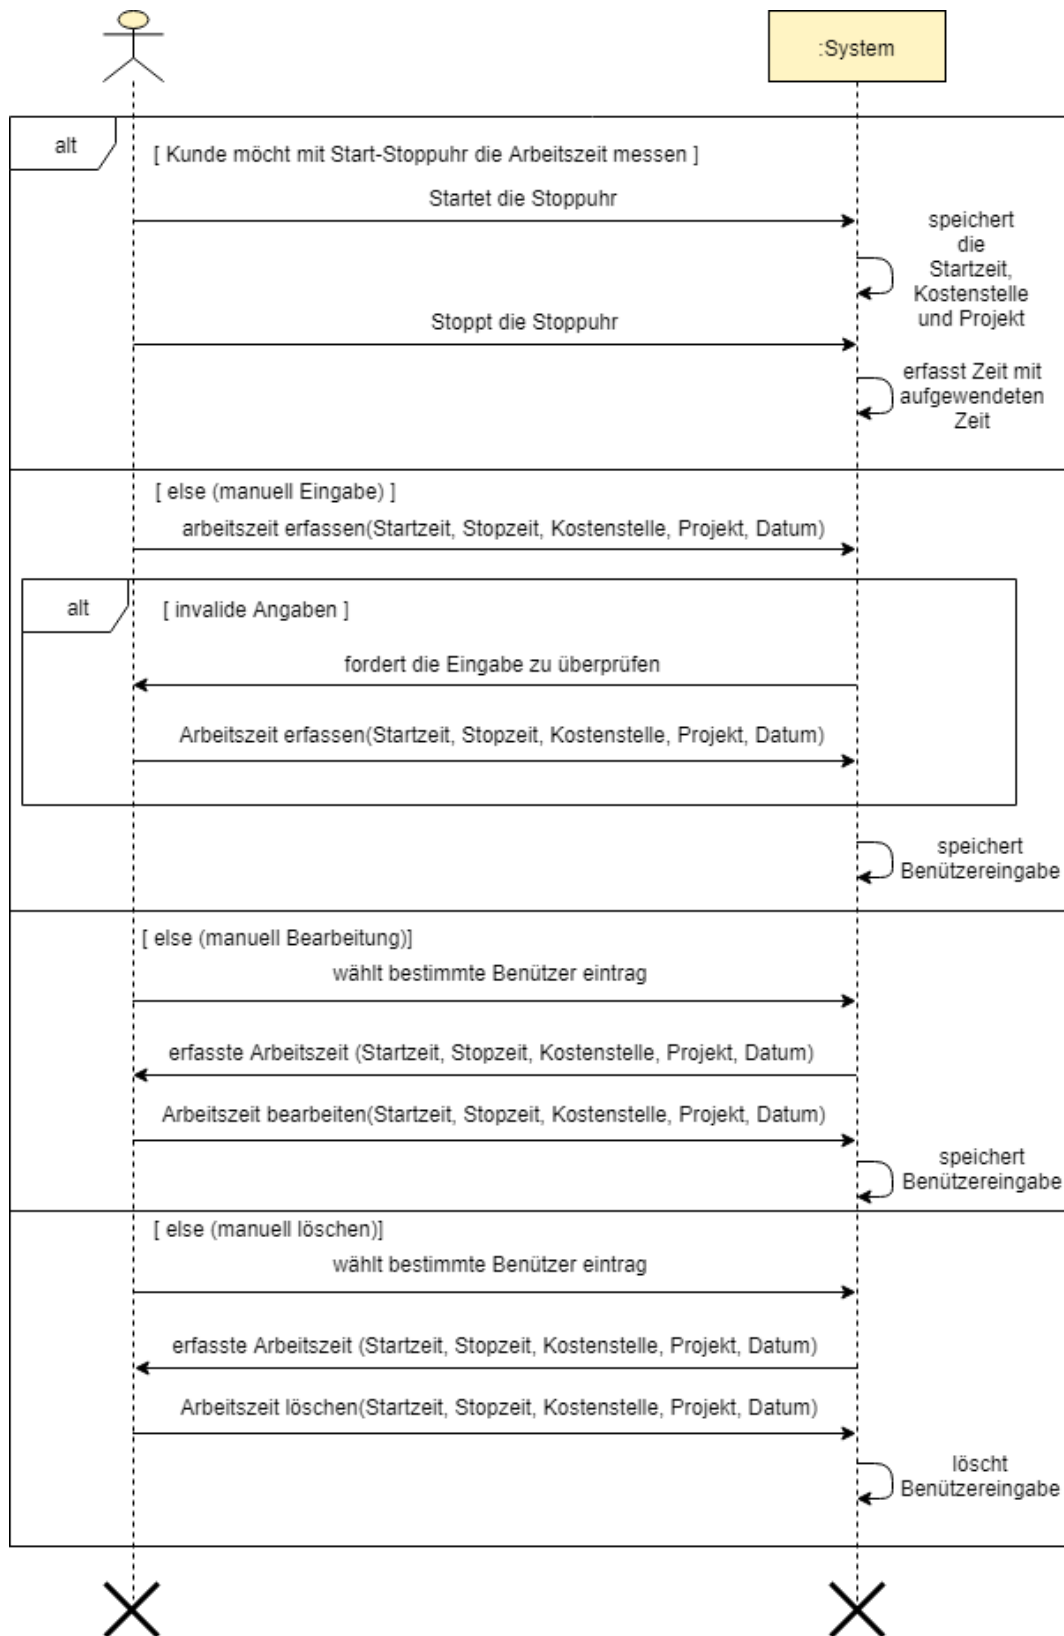 :System
alt
[ Kunde möcht mit Start-Stoppuhr die Arbeitszeit messen ]
Startet die Stoppuhr
speichert
die
Startzeit,
Kostenstelle
und Projekt
Stoppt die Stoppuhr
erfasst Zeit mit
aufgewendeten
Zeit
[ else (manuell Eingabe) ]
arbeitszeit erfassen(Startzeit, Stopzeit, Kostenstelle, Projekt, Datum)
alt
[ invalide Angaben ]
fordert die Eingabe zu überprüfen
Arbeitszeit erfassen(Startzeit, Stopzeit, Kostenstelle, Projekt, Datum)
speichert
Benützereingabe
[ else (manuell Bearbeitung)]
wählt bestimmte Benützer eintrag
erfasste Arbeitszeit (Startzeit, Stopzeit, Kostenstelle, Projekt, Datum)
Arbeitszeit bearbeiten(Startzeit, Stopzeit, Kostenstelle, Projekt, Datum)
speichert
Benützereingabe
[ else (manuell löschen)]
wählt bestimmte Benützer eintrag
erfasste Arbeitszeit (Startzeit, Stopzeit, Kostenstelle, Projekt, Datum)
Arbeitszeit löschen(Startzeit, Stopzeit, Kostenstelle, Projekt, Datum)
löscht
Benützereingabe